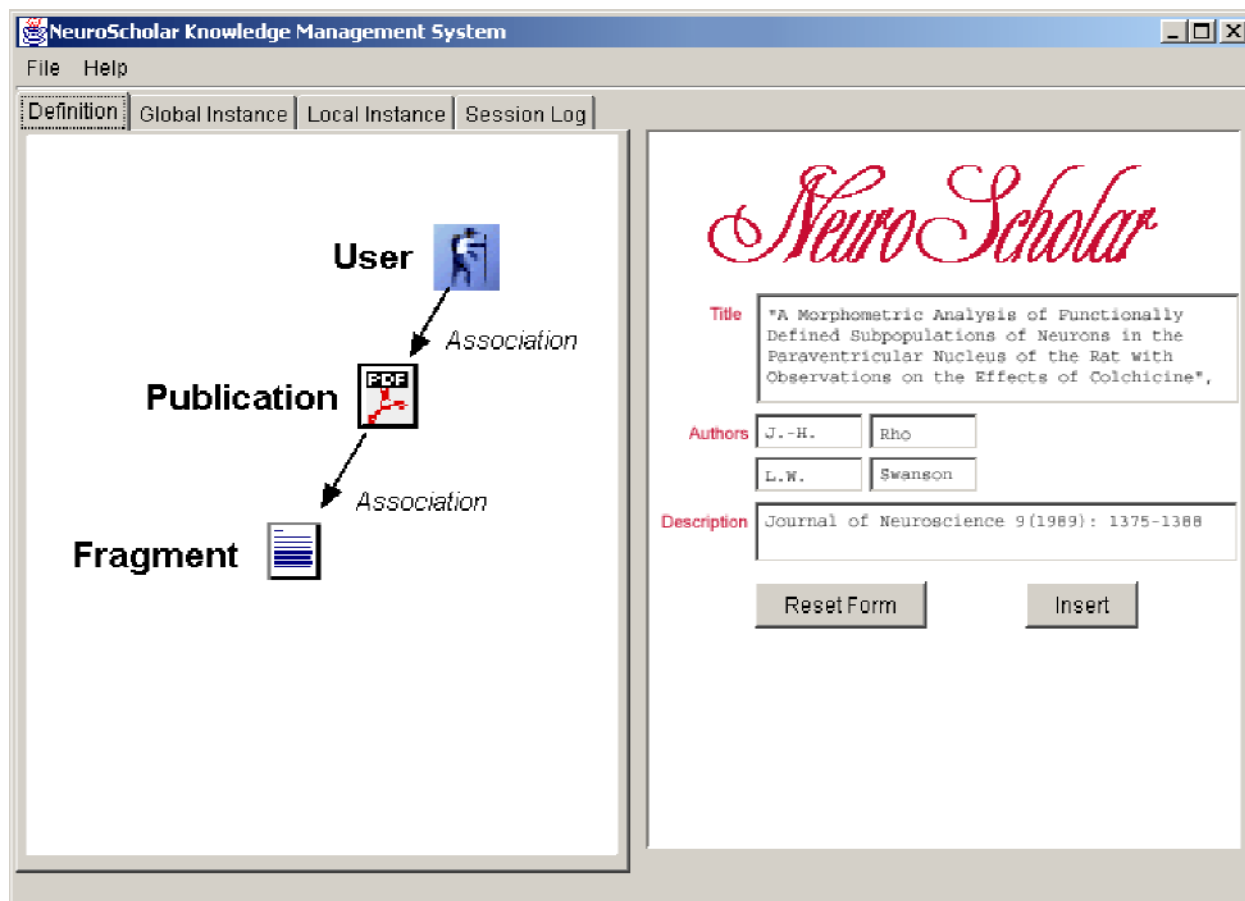 NeuroScholar Knowledge Management System
File Help
Definition Global Instance Local Instance Session Log
User
Association
Publication
PDF
Association
Fragment
NeuroScholar
Title "A Morphometric Analysis of Functionally
Defined Subpopulations of Neurons in the
Paraventricular Nucleus of the Rat with
Observations on the Effects of Colchicine",
Authors J.-H. Rho
L.W. Swanson
Description Journal of Neuroscience 9(1989): 1375-1388
Reset Form Insert